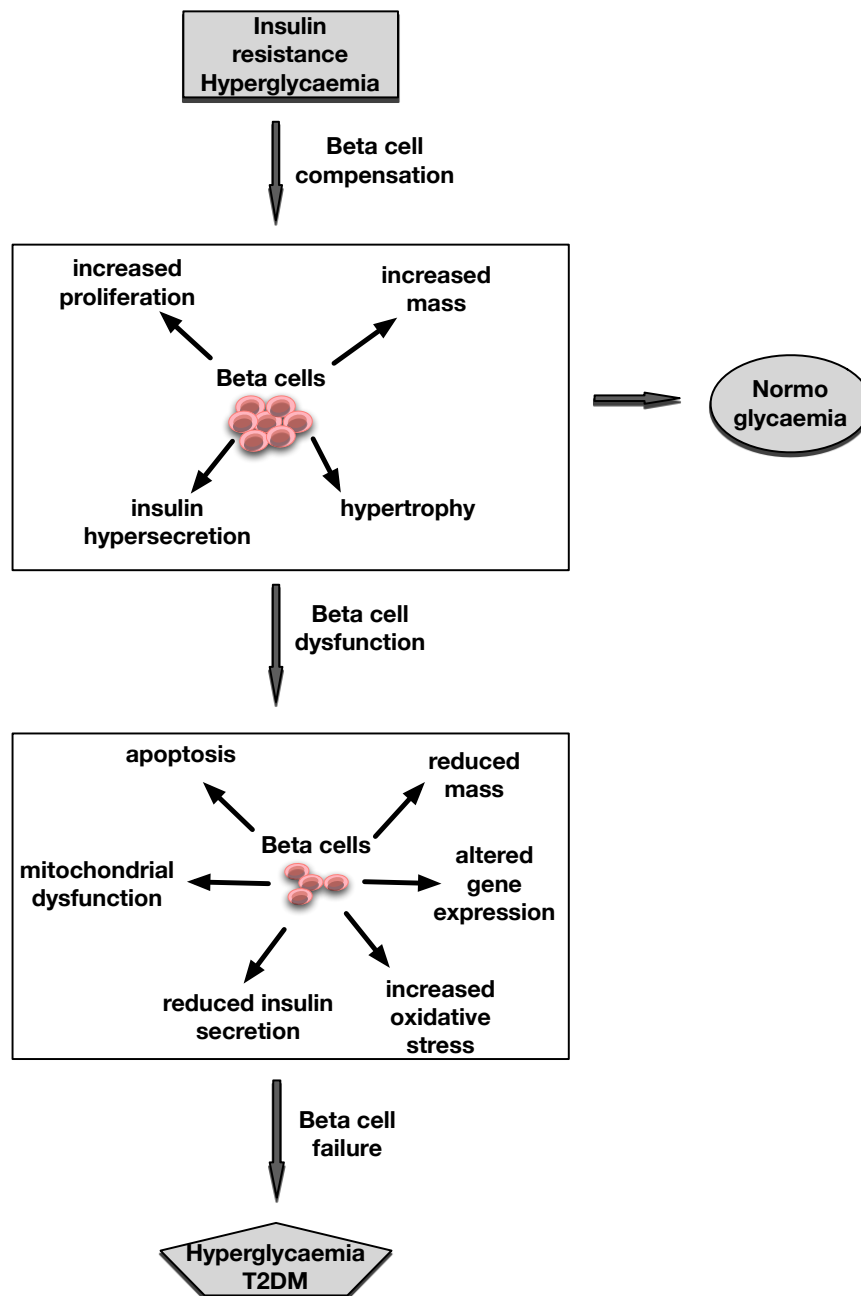 Insulin
resistance
Hyperglycaemia
Beta cell
compensation
increased
proliferation
increased
mass
Beta cells
insulin
hypersecretion
hypertrophy
Normo
glycaemia
Beta cell
dysfunction
apoptosis
reduced
mass
Beta cells
mitochondrial
dysfunction
altered
gene
expression
reduced insulin
secretion
increased
oxidative
stress
Beta cell
failure
Hyperglycaemia
T2DM